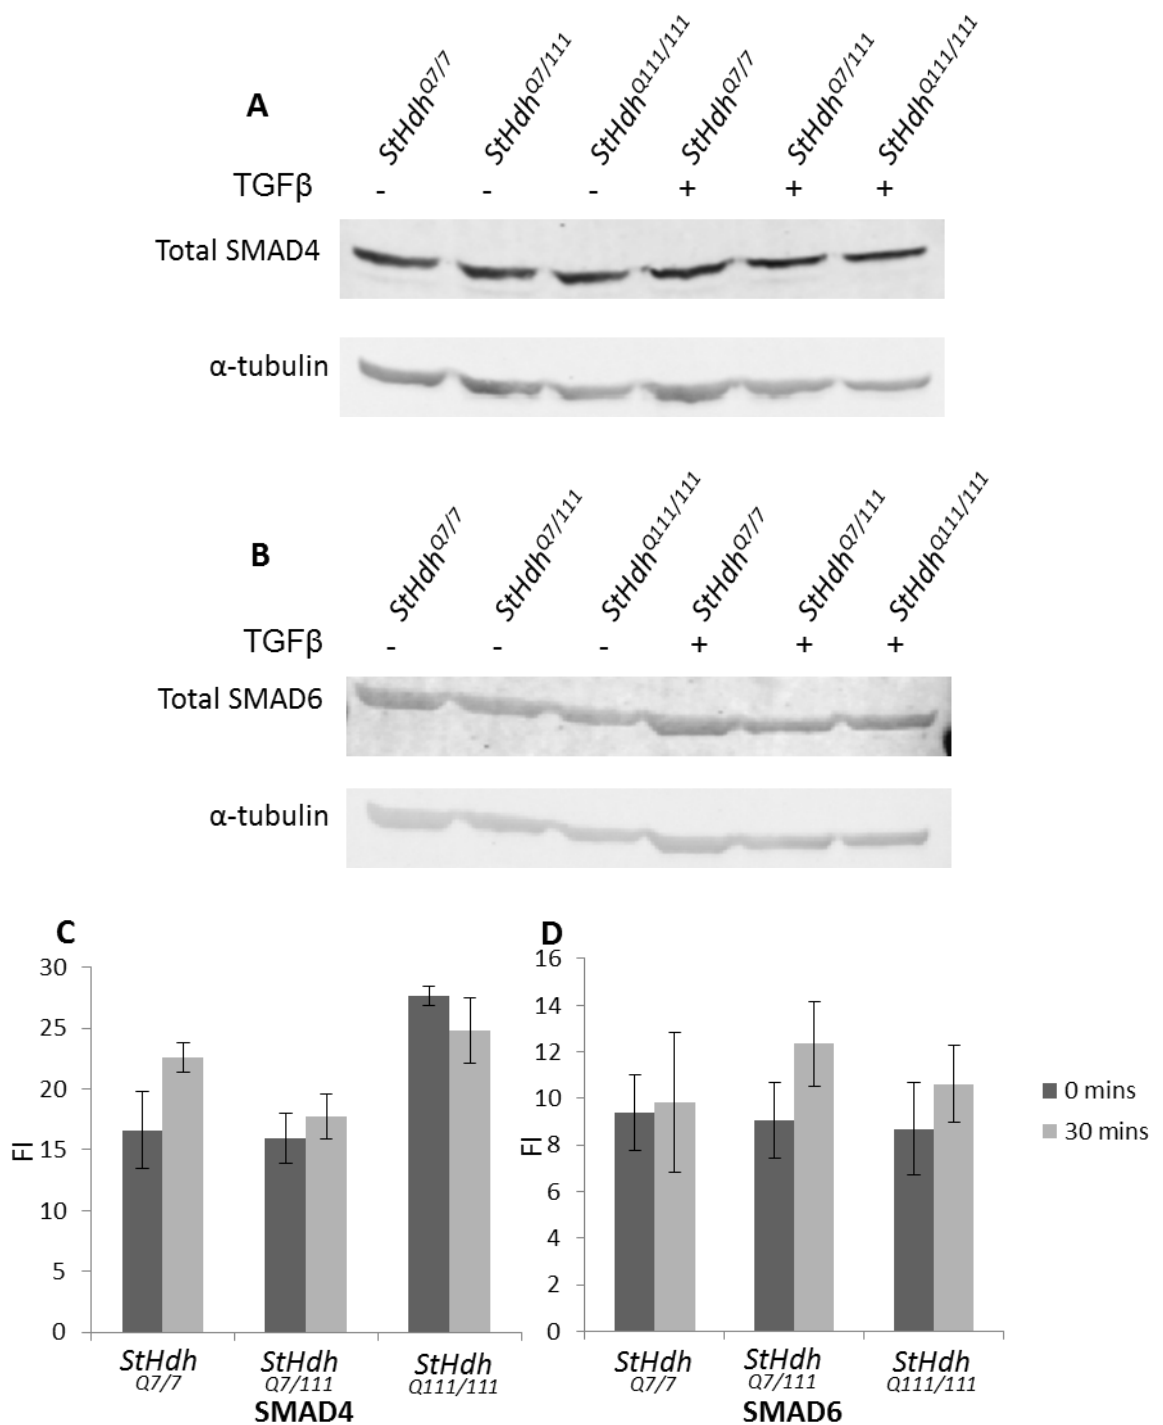 A
StHdhQ7/7 StHdhQ7/111 StHdhQ111/111 StHdhQ7/7 StHdhQ7/111 StHdhQ111/111
TGFβ - - - + + +
Total SMAD4
α-tubulin
B
StHdhQ7/7 StHdhQ7/111 StHdhQ111/111 StHdhQ7/7 StHdhQ7/111 StHdhQ111/111
TGFβ - - - + + +
Total SMAD6
α-tubulin
C
30
25
20
15
10
5
0
FI
StHdh StHdh StHdh
Q7/7 Q7/111 Q111/111
SMAD4
D
16
14
12
10
8
6
4
2
0
FI
StHdh StHdh StHdh
Q7/7 Q7/111 Q111/111
SMAD6
0 mins
30 mins